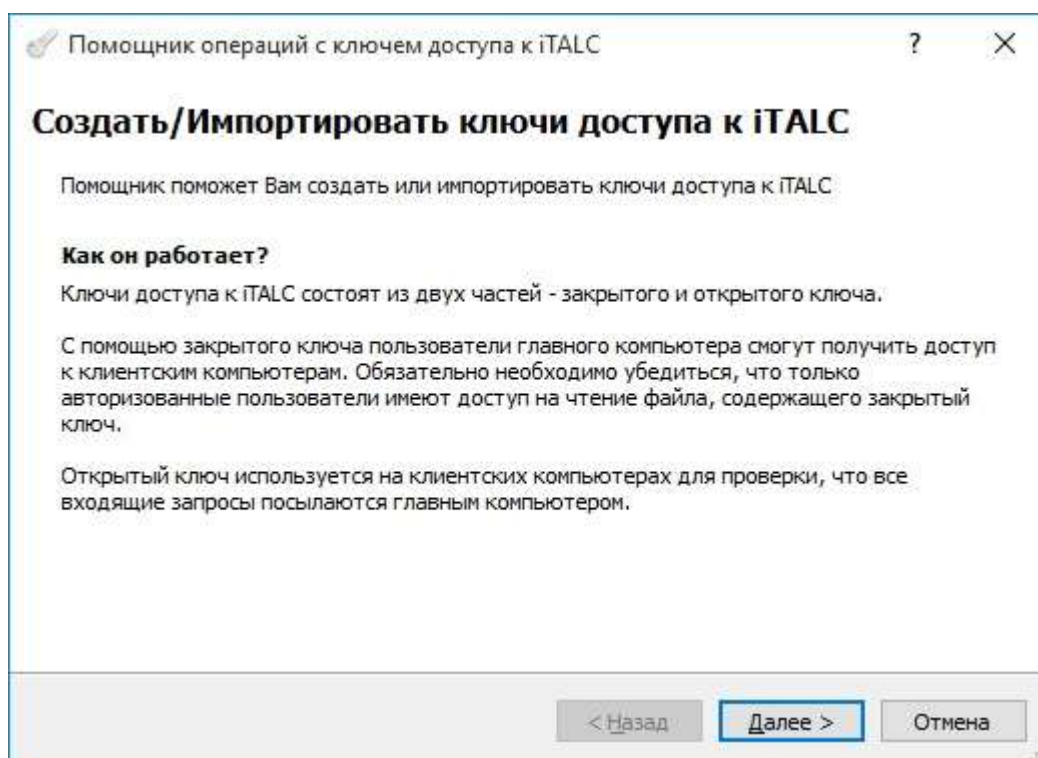 Помощник операций с ключем доступа к iTALC
?
Создать/Импортировать ключи доступа к iTALC
Помощник поможет Вам создать или импортировать ключи доступа к iTALC
Как он работает?
Ключи доступа к iTALC состоят из двух частей - закрытого и открытого ключа.
С помощью закрытого ключа пользователи главного компьютера смогут получить доступ
к клиентским компьютерам. Обязательно необходимо убедиться, что только
авторизованные пользователи имеют доступ на чтение файла, содержащего закрытый
ключ.
Открытый ключ используется на клиентских компьютерах для проверки, что все
входящие запросы посылаются главным компьютером.
< Назад Далее > Отмена